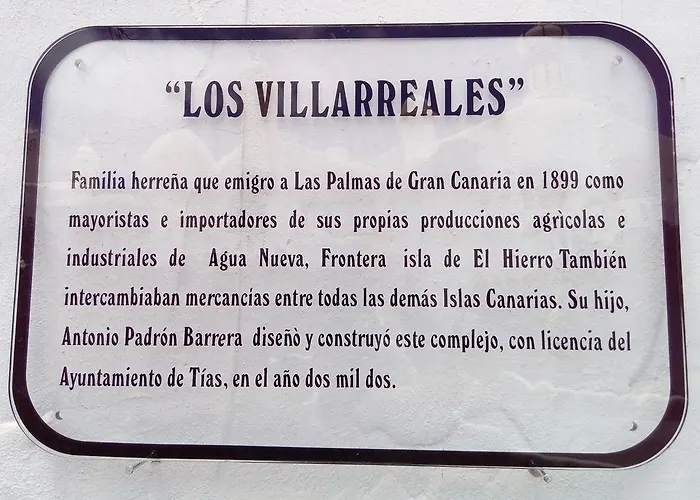 “LOS VILLARREALES”
Familia herreña que emigro a Las Palmas de Gran Canaria en 1899 como
mayoristas e importadores de sus propias producciones agrìcolas e
industriales de Agua Nueva, Frontera isla de El Hierro También
intercambiaban mercancías entre todas las demás Islas Canarias. Su hijo,
Antonio Padrón Barrera diseñò y construyó este complejo, con licencia del
Ayuntamiento de Tías, en el año dos mil dos.